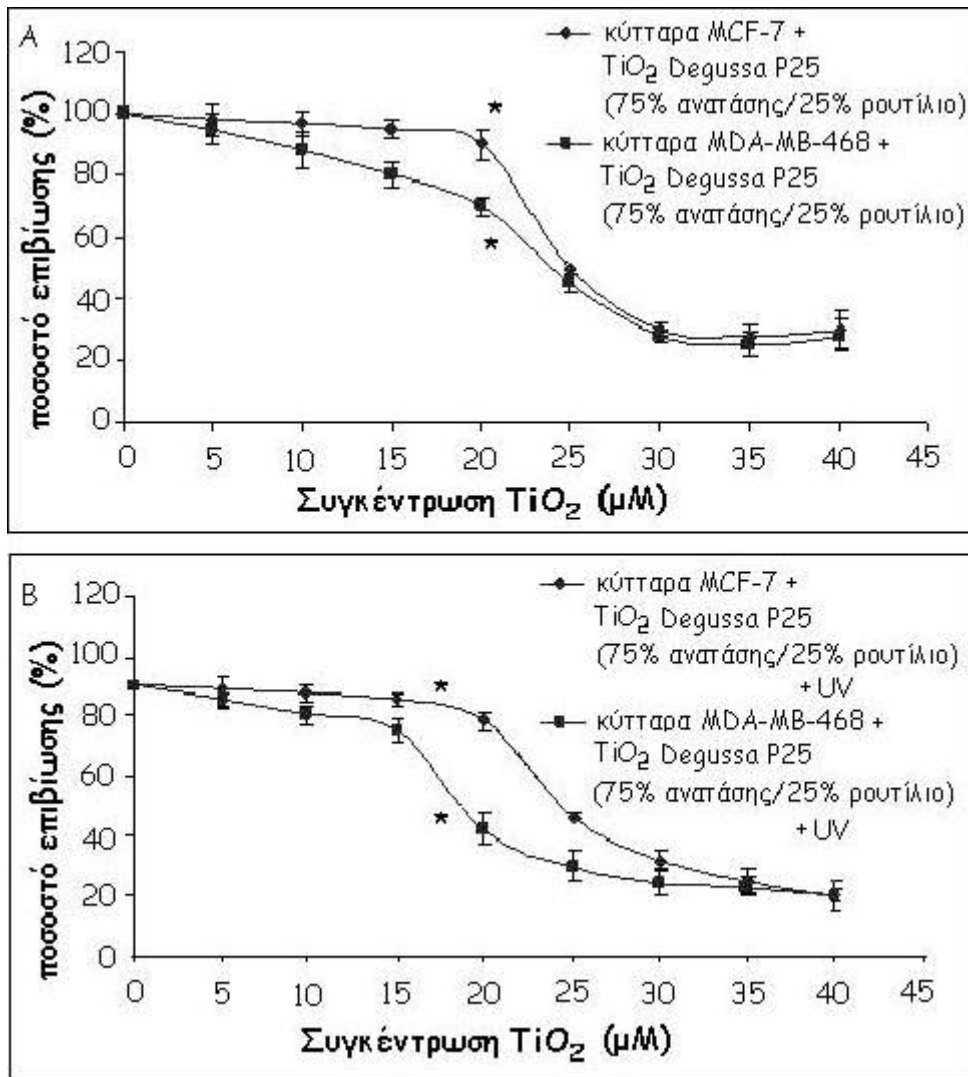 A
κύτταρα MCF-7 +
TiO2 Degussa P25
(75% ανατάσης/25% ρουτίλιο)
κύτταρα MDA-MB-468 +
TiO2 Degussa P25
(75% ανατάσης/25% ρουτίλιο)
ποσοστό επιβίωσης (%)
120
100
80
60
40
20
0
0 5 10 15 20 25 30 35 40 45
Συγκέντρωση TiO2 (μM)
B
κύτταρα MCF-7 +
TiO2 Degussa P25
(75% ανατάσης/25% ρουτίλιο)
+ UV
κύτταρα MDA-MB-468 +
TiO2 Degussa P25
(75% ανατάσης/25% ρουτίλιο)
+ UV
ποσοστό επιβίωσης (%)
120
100
80
60
40
20
0
0 5 10 15 20 25 30 35 40 45
Συγκέντρωση TiO2 (μM)